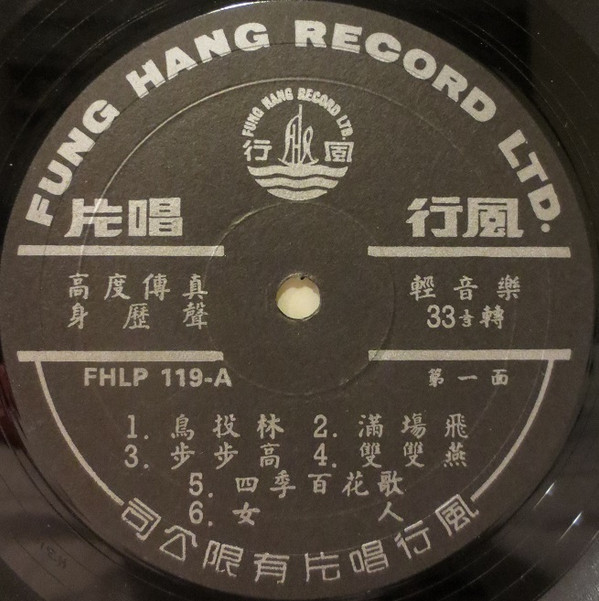 FUNG HANG RECORD LTD.
FUNG HANG RECORD LTD.
FHR
風行
風行唱片
高度傳真
身歷聲
輕音樂
33⅓轉
FHLP 119-A
第一面
1. 鳥投林 2. 滿場飛
3. 步步高 4. 雙雙燕
5. 四季百花歌
6. 女人
風行唱片有限公司